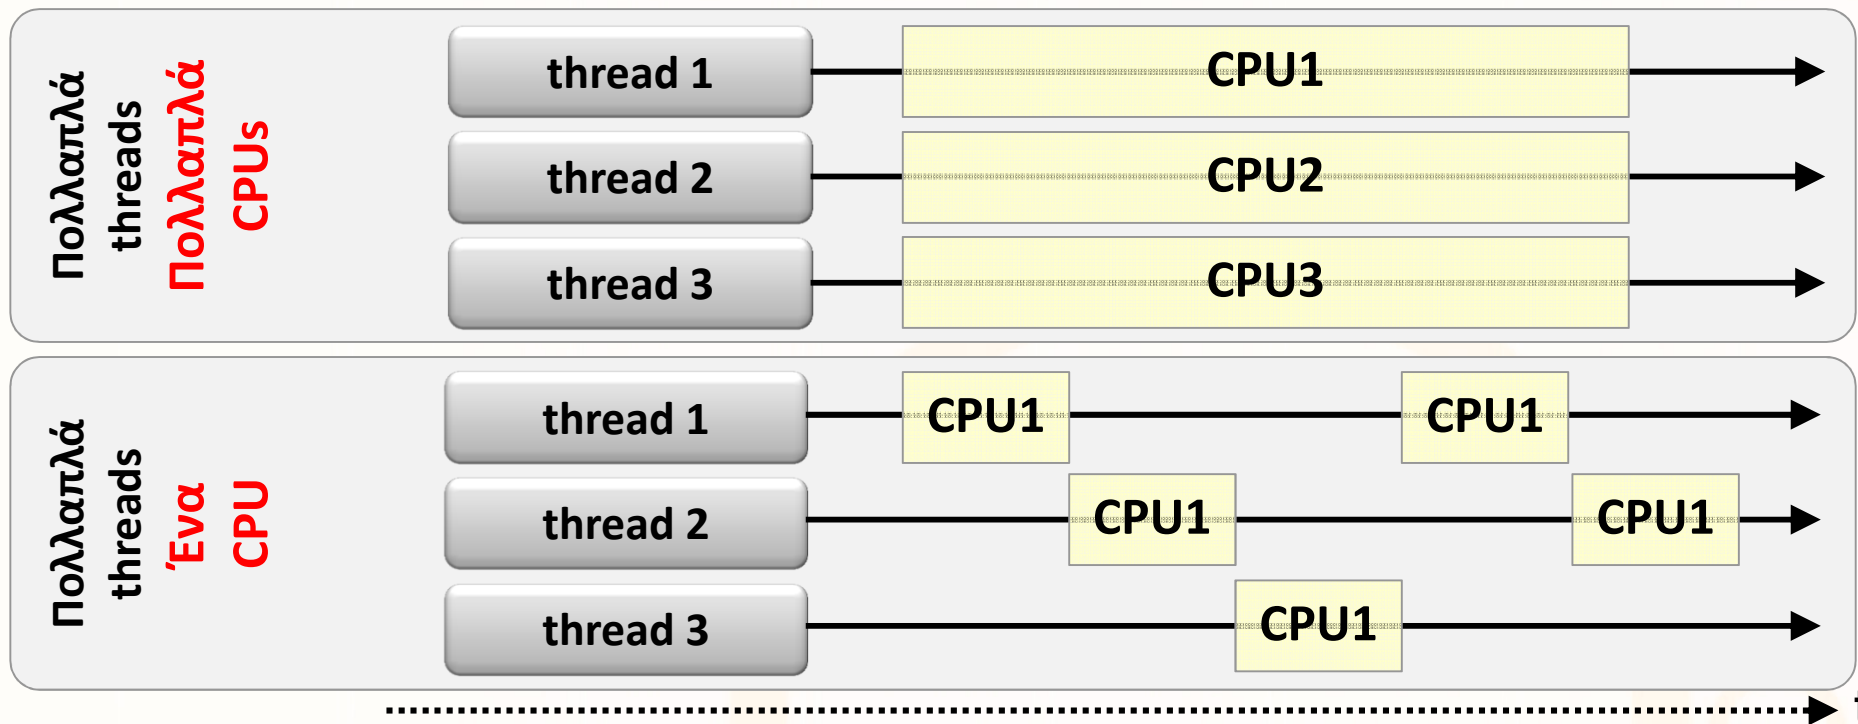 Πολλαπλά
threads
Πολλαπλά
CPUs
thread 1
CPU1
thread 2
CPU2
thread 3
CPU3
Πολλαπλά
threads
Ένα
CPU
thread 1
CPU1
CPU1
thread 2
CPU1
CPU1
thread 3
CPU1